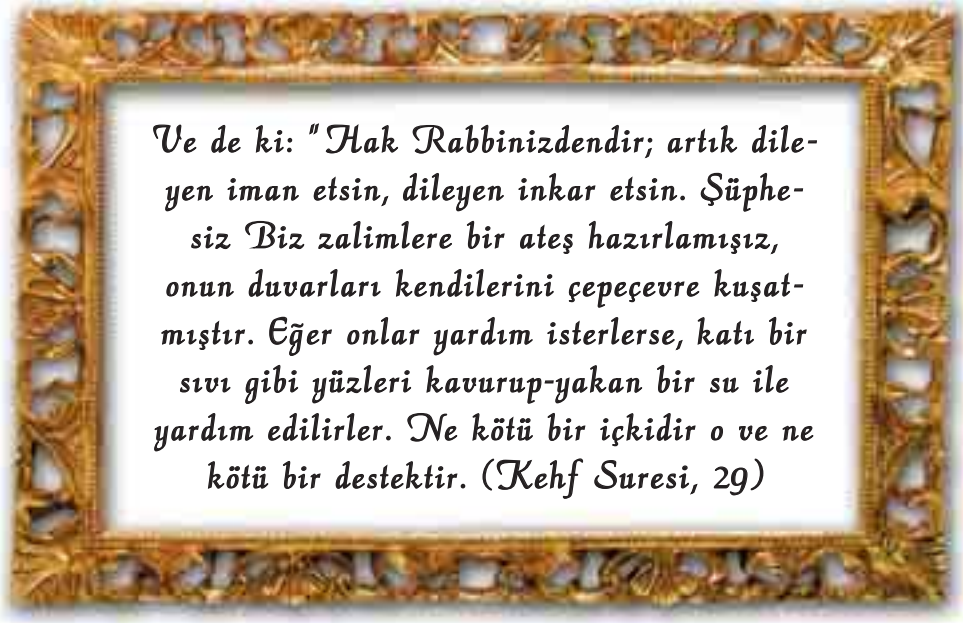 Ve de ki: "Hak Rabbinizdendir; artık dile-
yen iman etsin, dileyen inkar etsin. Şüphe-
siz Biz zalimlere bir ateş hazırlamışız,
onun duvarları kendilerini çepeçevre kuşat-
mıştır. Eğer onlar yardım isterlerse, katı bir
sıvı gibi yüzleri kavurup-yakan bir su ile
yardım edilirler. Ne kötü bir içkidir o ve ne
kötü bir destektir. (Kehf Suresi, 29)